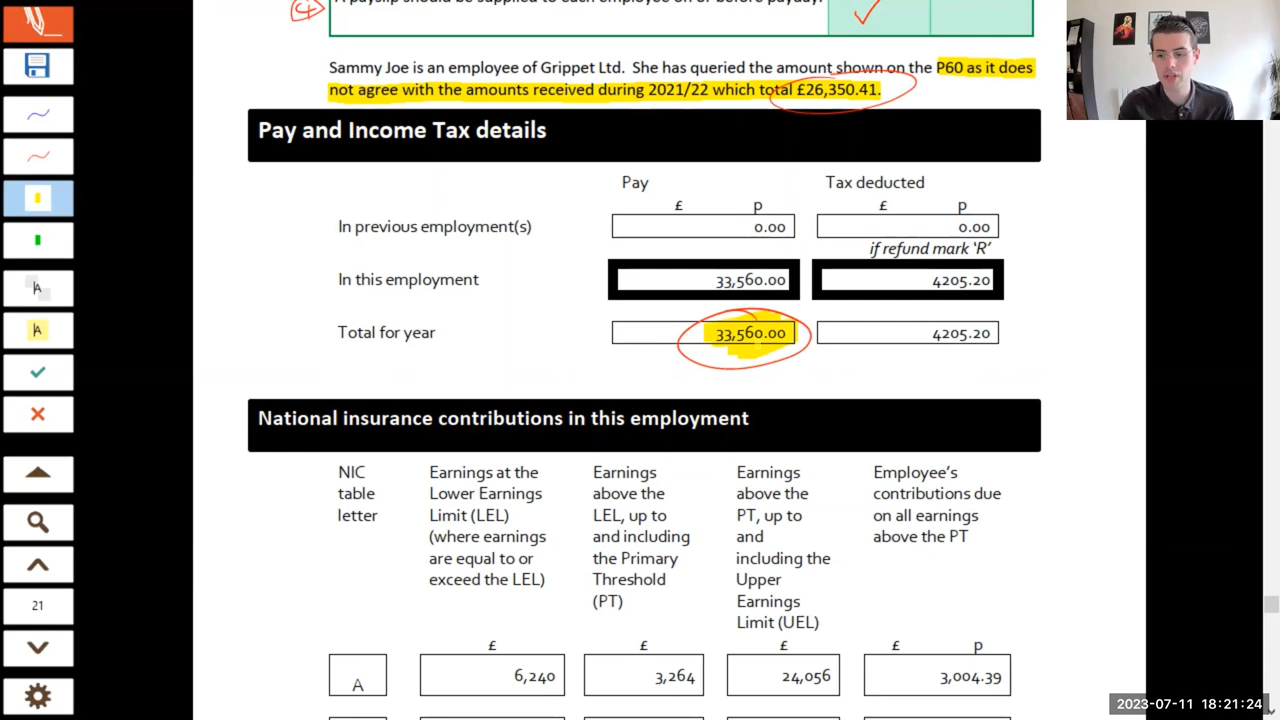 4
A payslip should be supplied to each employee on or before payday.
Sammy Joe is an employee of Grippet Ltd. She has queried the amount shown on the P60 as it does
not agree with the amounts received during 2021/22 which total £26,350.41.
Pay and Income Tax details
Pay
Tax deducted
£ p £ p
In previous employment(s) 0.00 0.00
if refund mark ‘R’
In this employment 33,560.00 4205.20
Total for year 33,560.00 4205.20
National insurance contributions in this employment
NIC
table
letter
Earnings at the
Lower Earnings
Limit (LEL)
(where earnings
are equal to or
exceed the LEL)
Earnings
above the
LEL, up to
and including
the Primary
Threshold
(PT)
Earnings
above the
PT, up to
and
including the
Upper
Earnings
Limit (UEL)
Employee’s
contributions due
on all earnings
above the PT
£ £ £ £ p
A 6,240 3,264 24,056 3,004.39
A
A
21
2023-07-11 18:21:24